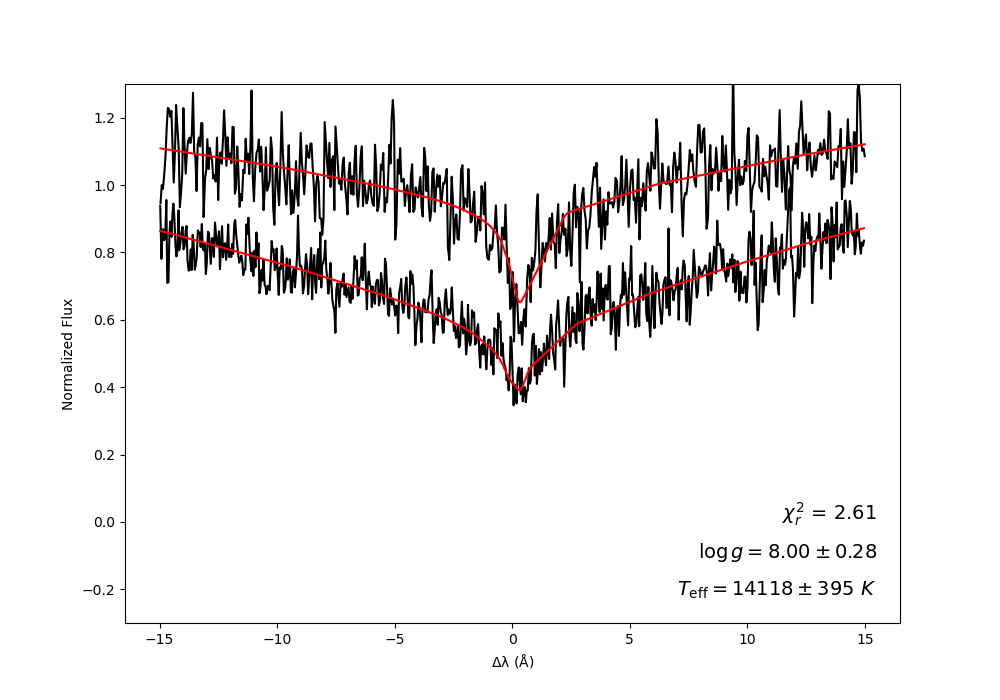 1.2
1.0
0.8
0.6
0.4
0.2
0.0
−0.2
Normalized Flux
χ²ᵣ = 2.61
log g = 8.00 ± 0.28
T_eff = 14118 ± 395 K
−15 −10 −5 0 5 10 15
Δλ (Å)